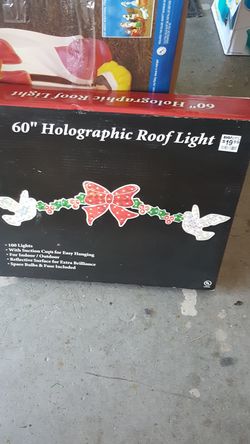 60" Holographic Roof Light
60" Holographic Roof Light
$19
• 100 Lights
• With Suction Cups for Easy Hanging
• For Indoor / Outdoor
• Reflective Surface for Extra Brilliance
• Spare Bulbs & Fuse Included